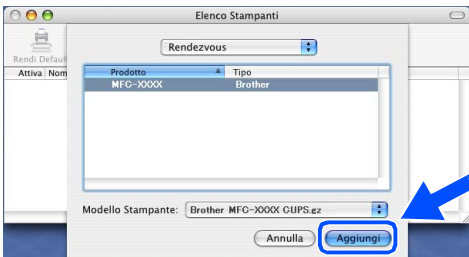 Elenco Stampanti
Rendezvous
Rendi Defaul
Attiva Nom
Prodotto Tipo
MFC-XXXX Brother
Modello Stampante: Brother MFC-XXXX CUPS.gz
Annulla Aggiungi